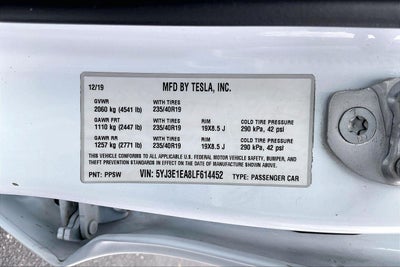 12/19 MFD BY TESLA, INC.
GVWR WITH TIRES
2060 kg (4541 lb) 235/40R19
GAWR FRT WITH TIRES RIM COLD TIRE PRESSURE
1110 kg (2447 lb) 235/40R19 19X8.5 J 290 kPa, 42 psi
GAWR RR WITH TIRES RIM COLD TIRE PRESSURE
1257 kg (2771 lb) 235/40R19 19X8.5 J 290 kPa, 42 psi
THIS VEHICLE CONFORMS TO ALL APPLICABLE U.S. FEDERAL MOTOR VEHICLE SAFETY, BUMPER, AND
THEFT PREVENTION STANDARDS IN EFFECT ON THE DATE OF MANUFACTURE SHOWN ABOVE.
PNT: PPSW VIN: 5YJ3E1EA8LF614452 TYPE: PASSENGER CAR